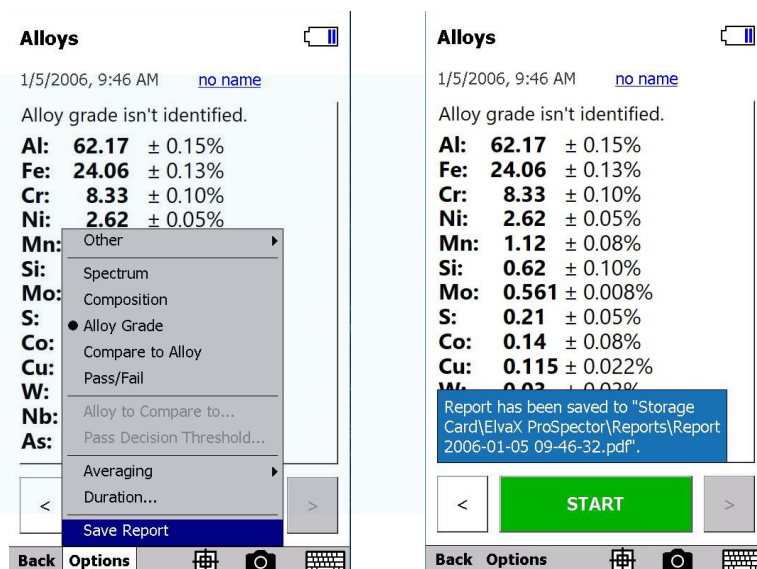 Alloys
1/5/2006, 9:46 AM no name
Alloy grade isn't identified.
Al: 62.17 ± 0.15%
Fe: 24.06 ± 0.13%
Cr: 8.33 ± 0.10%
Ni: 2.62 ± 0.05%
Mn:
Si:
Mo:
S:
Co:
Cu:
W:
Nb:
As:
Other
Spectrum
Composition
Alloy Grade
Compare to Alloy
Pass/Fail
Alloy to Compare to...
Pass Decision Threshold...
Averaging
Duration...
Save Report
< >
Back Options
Alloys
1/5/2006, 9:46 AM no name
Alloy grade isn't identified.
Al: 62.17 ± 0.15%
Fe: 24.06 ± 0.13%
Cr: 8.33 ± 0.10%
Ni: 2.62 ± 0.05%
Mn: 1.12 ± 0.08%
Si: 0.62 ± 0.10%
Mo: 0.561 ± 0.008%
S: 0.21 ± 0.05%
Co: 0.14 ± 0.08%
Cu: 0.115 ± 0.022%
W: 0.03 ± 0.02%
Report has been saved to "Storage
Card\ElvaX ProSpector\Reports\Report
2006-01-05 09-46-32.pdf".
< START >
Back Options